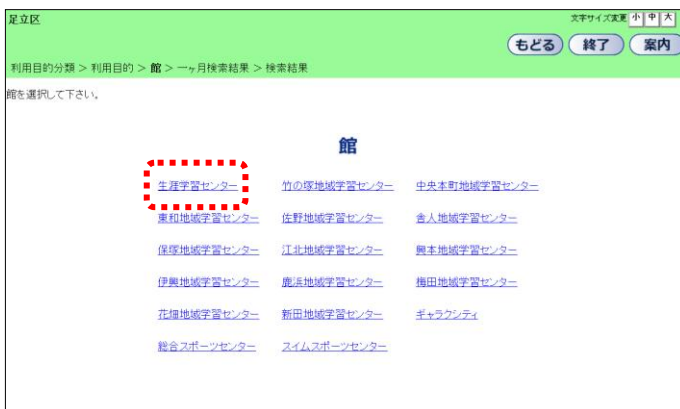 足立区 文字サイズ変更 小 中 大
もどる 終了 案内
利用目的分類 > 利用目的 > 館 > 一ヶ月検索結果 > 検索結果
館を選択して下さい。
館
生涯学習センター 竹の塚地域学習センター 中央本町地域学習センター
東和地域学習センター 佐野地域学習センター 舎人地域学習センター
保塚地域学習センター 江北地域学習センター 興本地域学習センター
伊興地域学習センター 鹿浜地域学習センター 梅田地域学習センター
花畑地域学習センター 新田地域学習センター ギャラクシティ
総合スポーツセンター スイムスポーツセンター